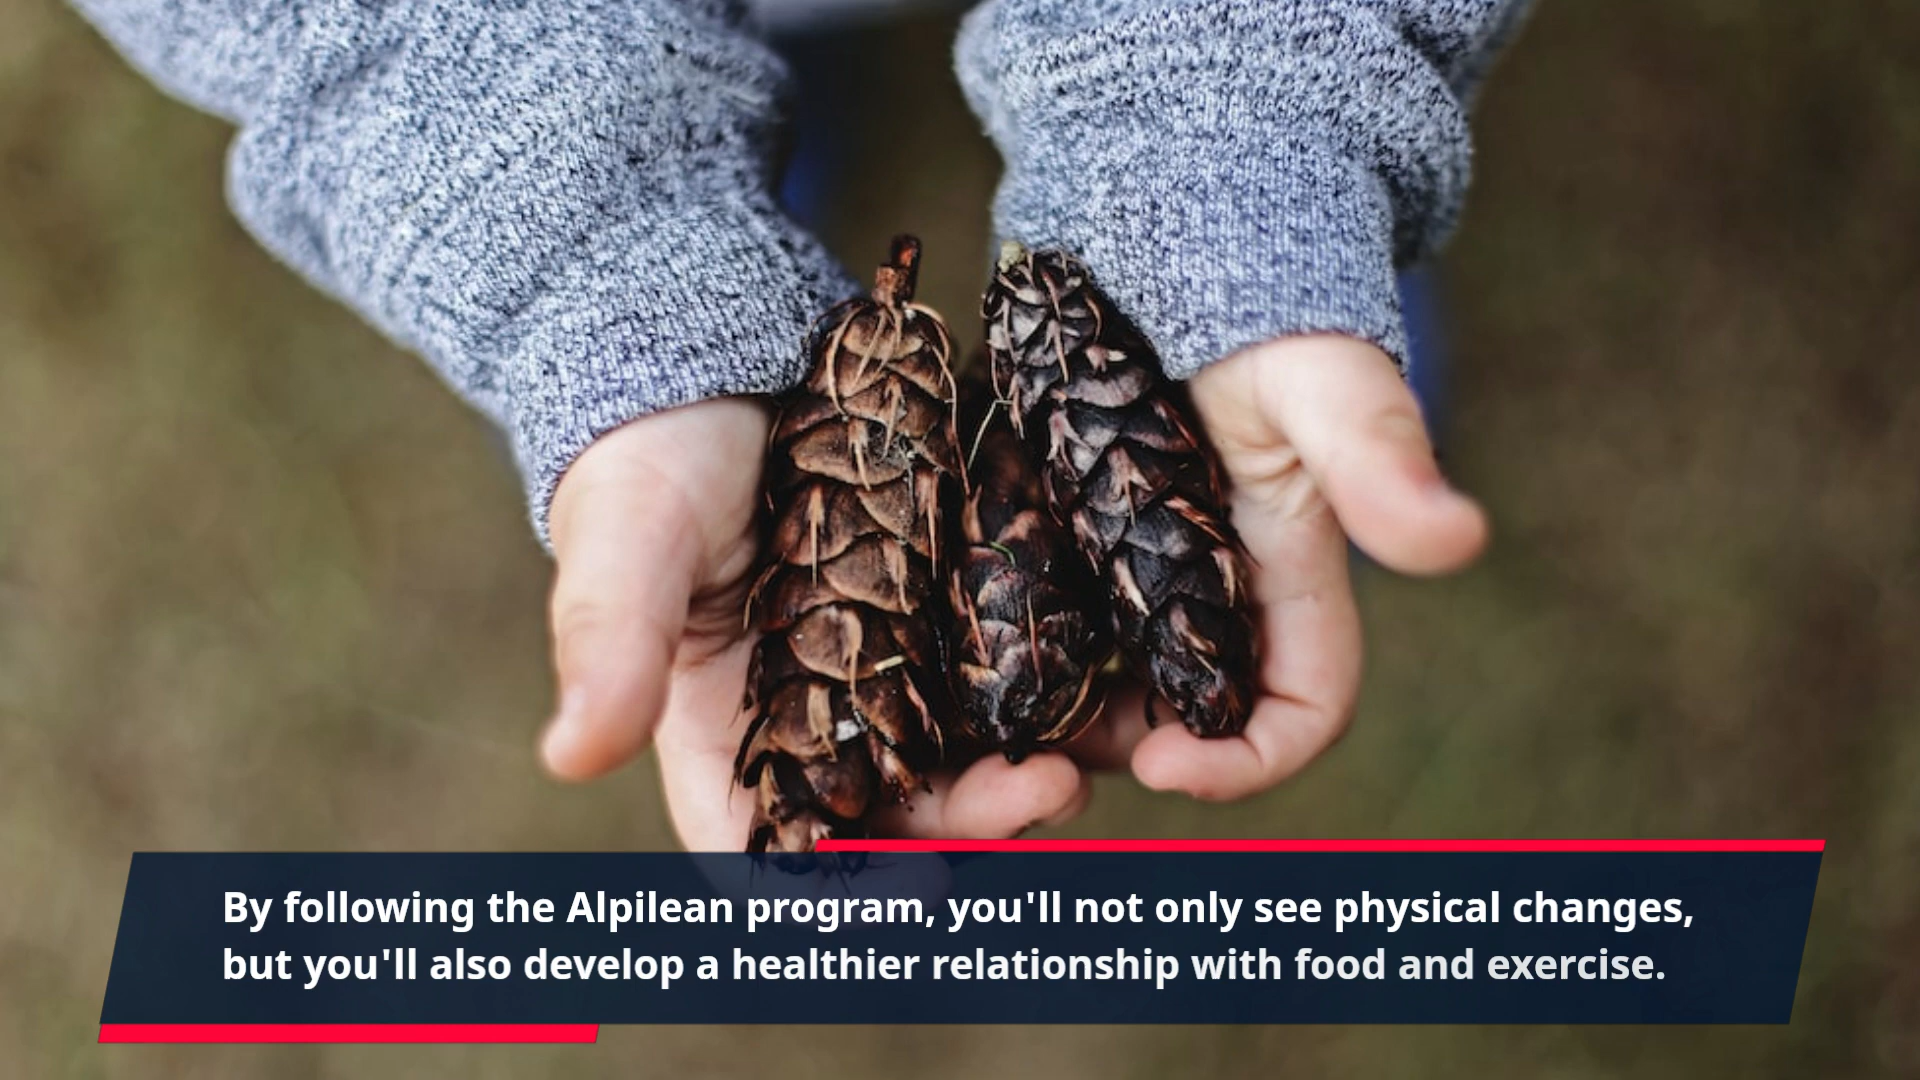 By following the Alpilean program, you'll not only see physical changes,
but you'll also develop a healthier relationship with food and exercise.